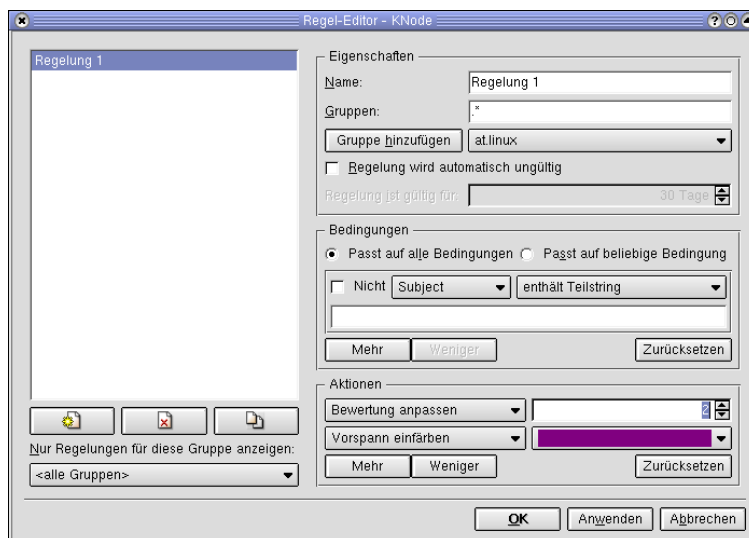 Regel-Editor - KNode
Regelung 1
Nur Regelungen für diese Gruppe anzeigen:
<alle Gruppen>
Eigenschaften
Name: Regelung 1
Gruppen: .*
Gruppe hinzufügen at.linux
Regelung wird automatisch ungültig
Regelung ist gültig für: 30 Tage
Bedingungen
Passt auf alle Bedingungen Passt auf beliebige Bedingung
Nicht Subject enthält Teilstring
Mehr Weniger Zurücksetzen
Aktionen
Bewertung anpassen 2
Vorspann einfärben
Mehr Weniger Zurücksetzen
OK Anwenden Abbrechen